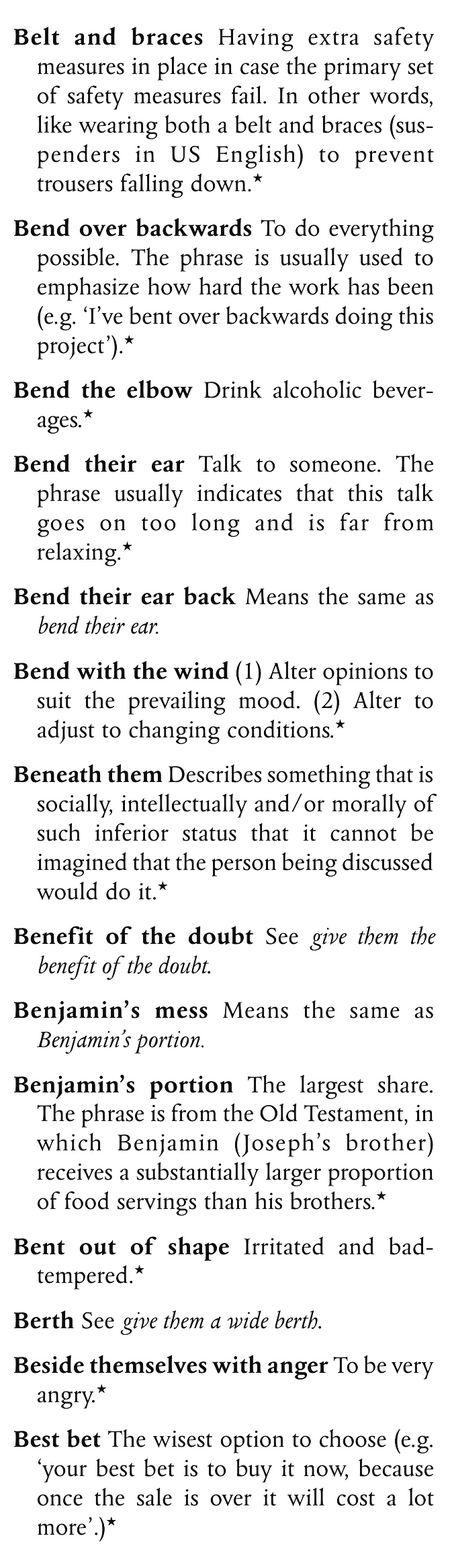 Belt and braces Having extra safety
measures in place in case the primary set
of safety measures fail. In other words,
like wearing both a belt and braces (sus-
penders in US English) to prevent
trousers falling down.★
Bend over backwards To do everything
possible. The phrase is usually used to
emphasize how hard the work has been
(e.g. ‘I’ve bent over backwards doing this
project’).★
Bend the elbow Drink alcoholic bever-
ages.★
Bend their ear Talk to someone. The
phrase usually indicates that this talk
goes on too long and is far from
relaxing.★
Bend their ear back Means the same as
bend their ear.
Bend with the wind (1) Alter opinions to
suit the prevailing mood. (2) Alter to
adjust to changing conditions.★
Beneath them Describes something that is
socially, intellectually and/or morally of
such inferior status that it cannot be
imagined that the person being discussed
would do it.★
Benefit of the doubt See give them the
benefit of the doubt.
Benjamin’s mess Means the same as
Benjamin’s portion.
Benjamin’s portion The largest share.
The phrase is from the Old Testament, in
which Benjamin (Joseph’s brother)
receives a substantially larger proportion
of food servings than his brothers.★
Bent out of shape Irritated and bad-
tempered.★
Berth See give them a wide berth.
Beside themselves with anger To be very
angry.★
Best bet The wisest option to choose (e.g.
‘your best bet is to buy it now, because
once the sale is over it will cost a lot
more’.)★